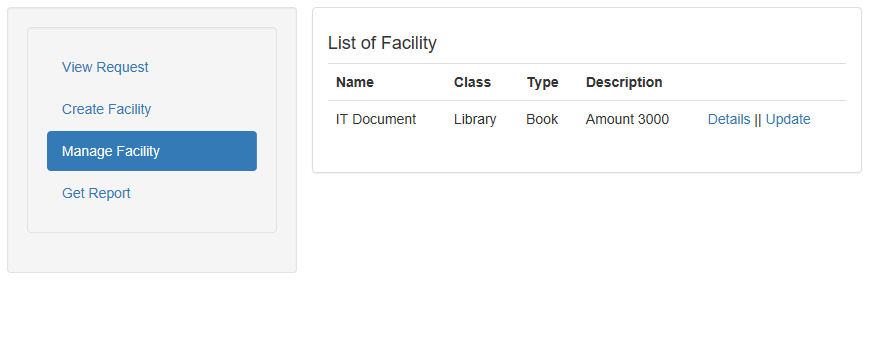 View Request
Create Facility
Manage Facility
Get Report
List of Facility
Name Class Type Description
IT Document Library Book Amount 3000 Details || Update